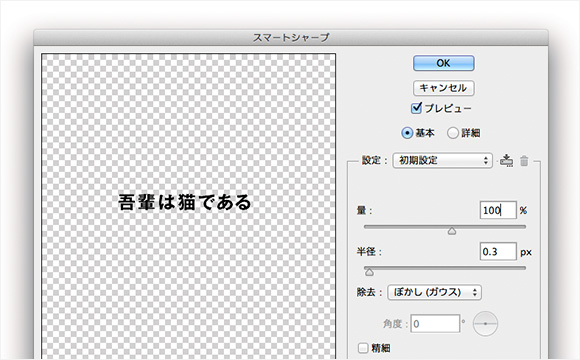 スマートシャープ
吾輩は猫である
OK
キャンセル
プレビュー
基本 詳細
設定： 初期設定
量： 100 %
半径： 0.3 px
除去： ぼかし (ガウス)
角度： 0 °
精細